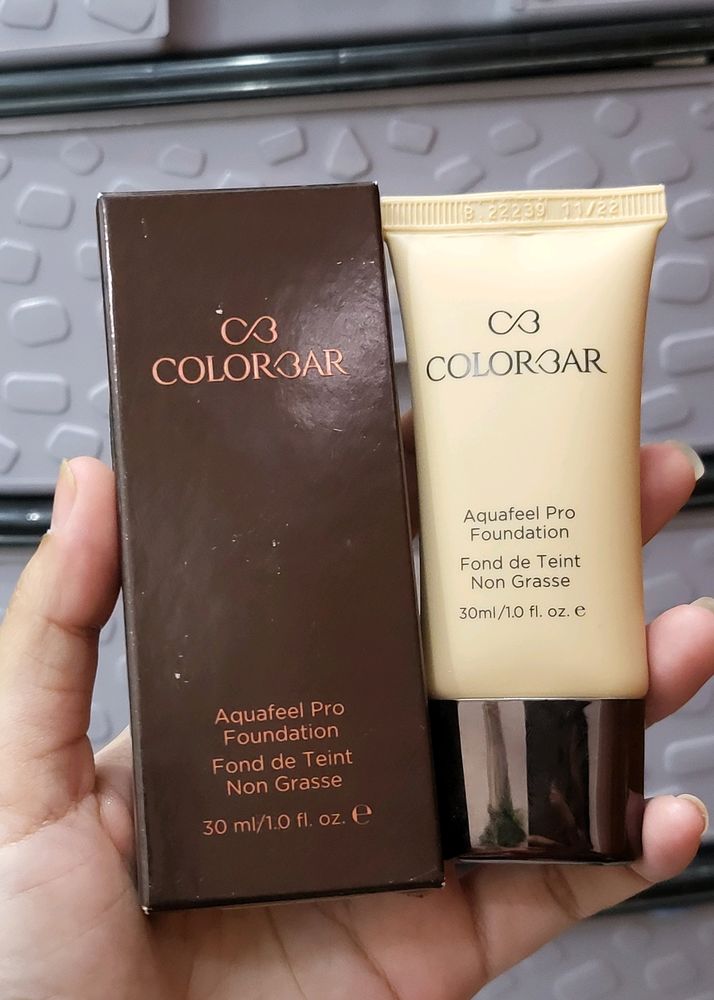 CB
COLORBAR
Aquafeel Pro
Foundation
Fond de Teint
Non Grasse
30 ml/1.0 fl. oz. e
B. 22239 11/22
CB
COLORBAR
Aquafeel Pro
Foundation
Fond de Teint
Non Grasse
30ml/1.0 fl. oz. e